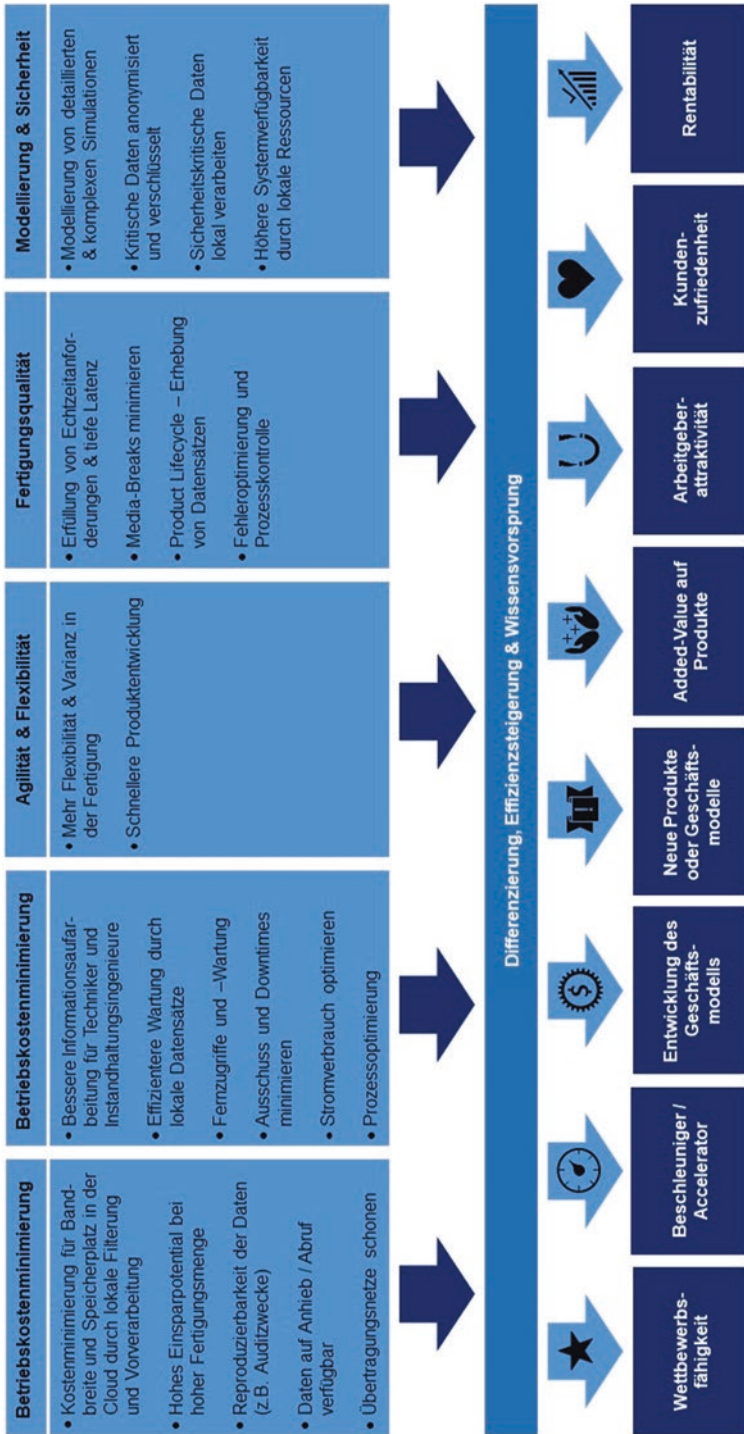 Betriebskostenminimierung
• Kostenminimierung für Band-
breite und Speicherplatz in der
Cloud durch lokale Filterung
und Vorverarbeitung
• Hohes Einsparpotential bei
hoher Fertigungsmenge
• Reproduzierbarkeit der Daten
(z.B. Auditzwecke)
• Daten auf Anhieb / Abruf
verfügbar
• Übertragungsnetze schonen
Betriebskostenminimierung
• Bessere Informationsaufar-
beitung für Techniker und
Instandhaltungsingenieure
• Effizientere Wartung durch
lokale Datensätze
• Fernzugriffe und –Wartung
• Ausschuss und Downtimes
minimieren
• Stromverbrauch optimieren
• Prozessoptimierung
Agilität & Flexibilität
• Mehr Flexibilität & Varianz in
der Fertigung
• Schnellere Produktentwicklung
Fertigungsqualität
• Erfüllung von Echtzeitanfor-
derungen & tiefe Latenz
• Media-Breaks minimieren
• Product Lifecycle – Erhebung
von Datensätzen
• Fehleroptimierung und
Prozesskontrolle
Modellierung & Sicherheit
• Modellierung von detaillierten
& komplexen Simulationen
• Kritische Daten anonymisiert
und verschlüsselt
• Sicherheitskritische Daten
lokal verarbeiten
• Höhere Systemverfügbarkeit
durch lokale Ressourcen
Differenzierung, Effizienzsteigerung & Wissensvorsprung
Wettbewerbs-
fähigkeit
Beschleuniger /
Accelerator
$
Entwicklung des
Geschäfts-
modells
!
Neue Produkte
oder Geschäfts-
modelle
Added-Value auf
Produkte
Arbeitgeber-
attraktivität
Kunden-
zufriedenheit
Rentabilität